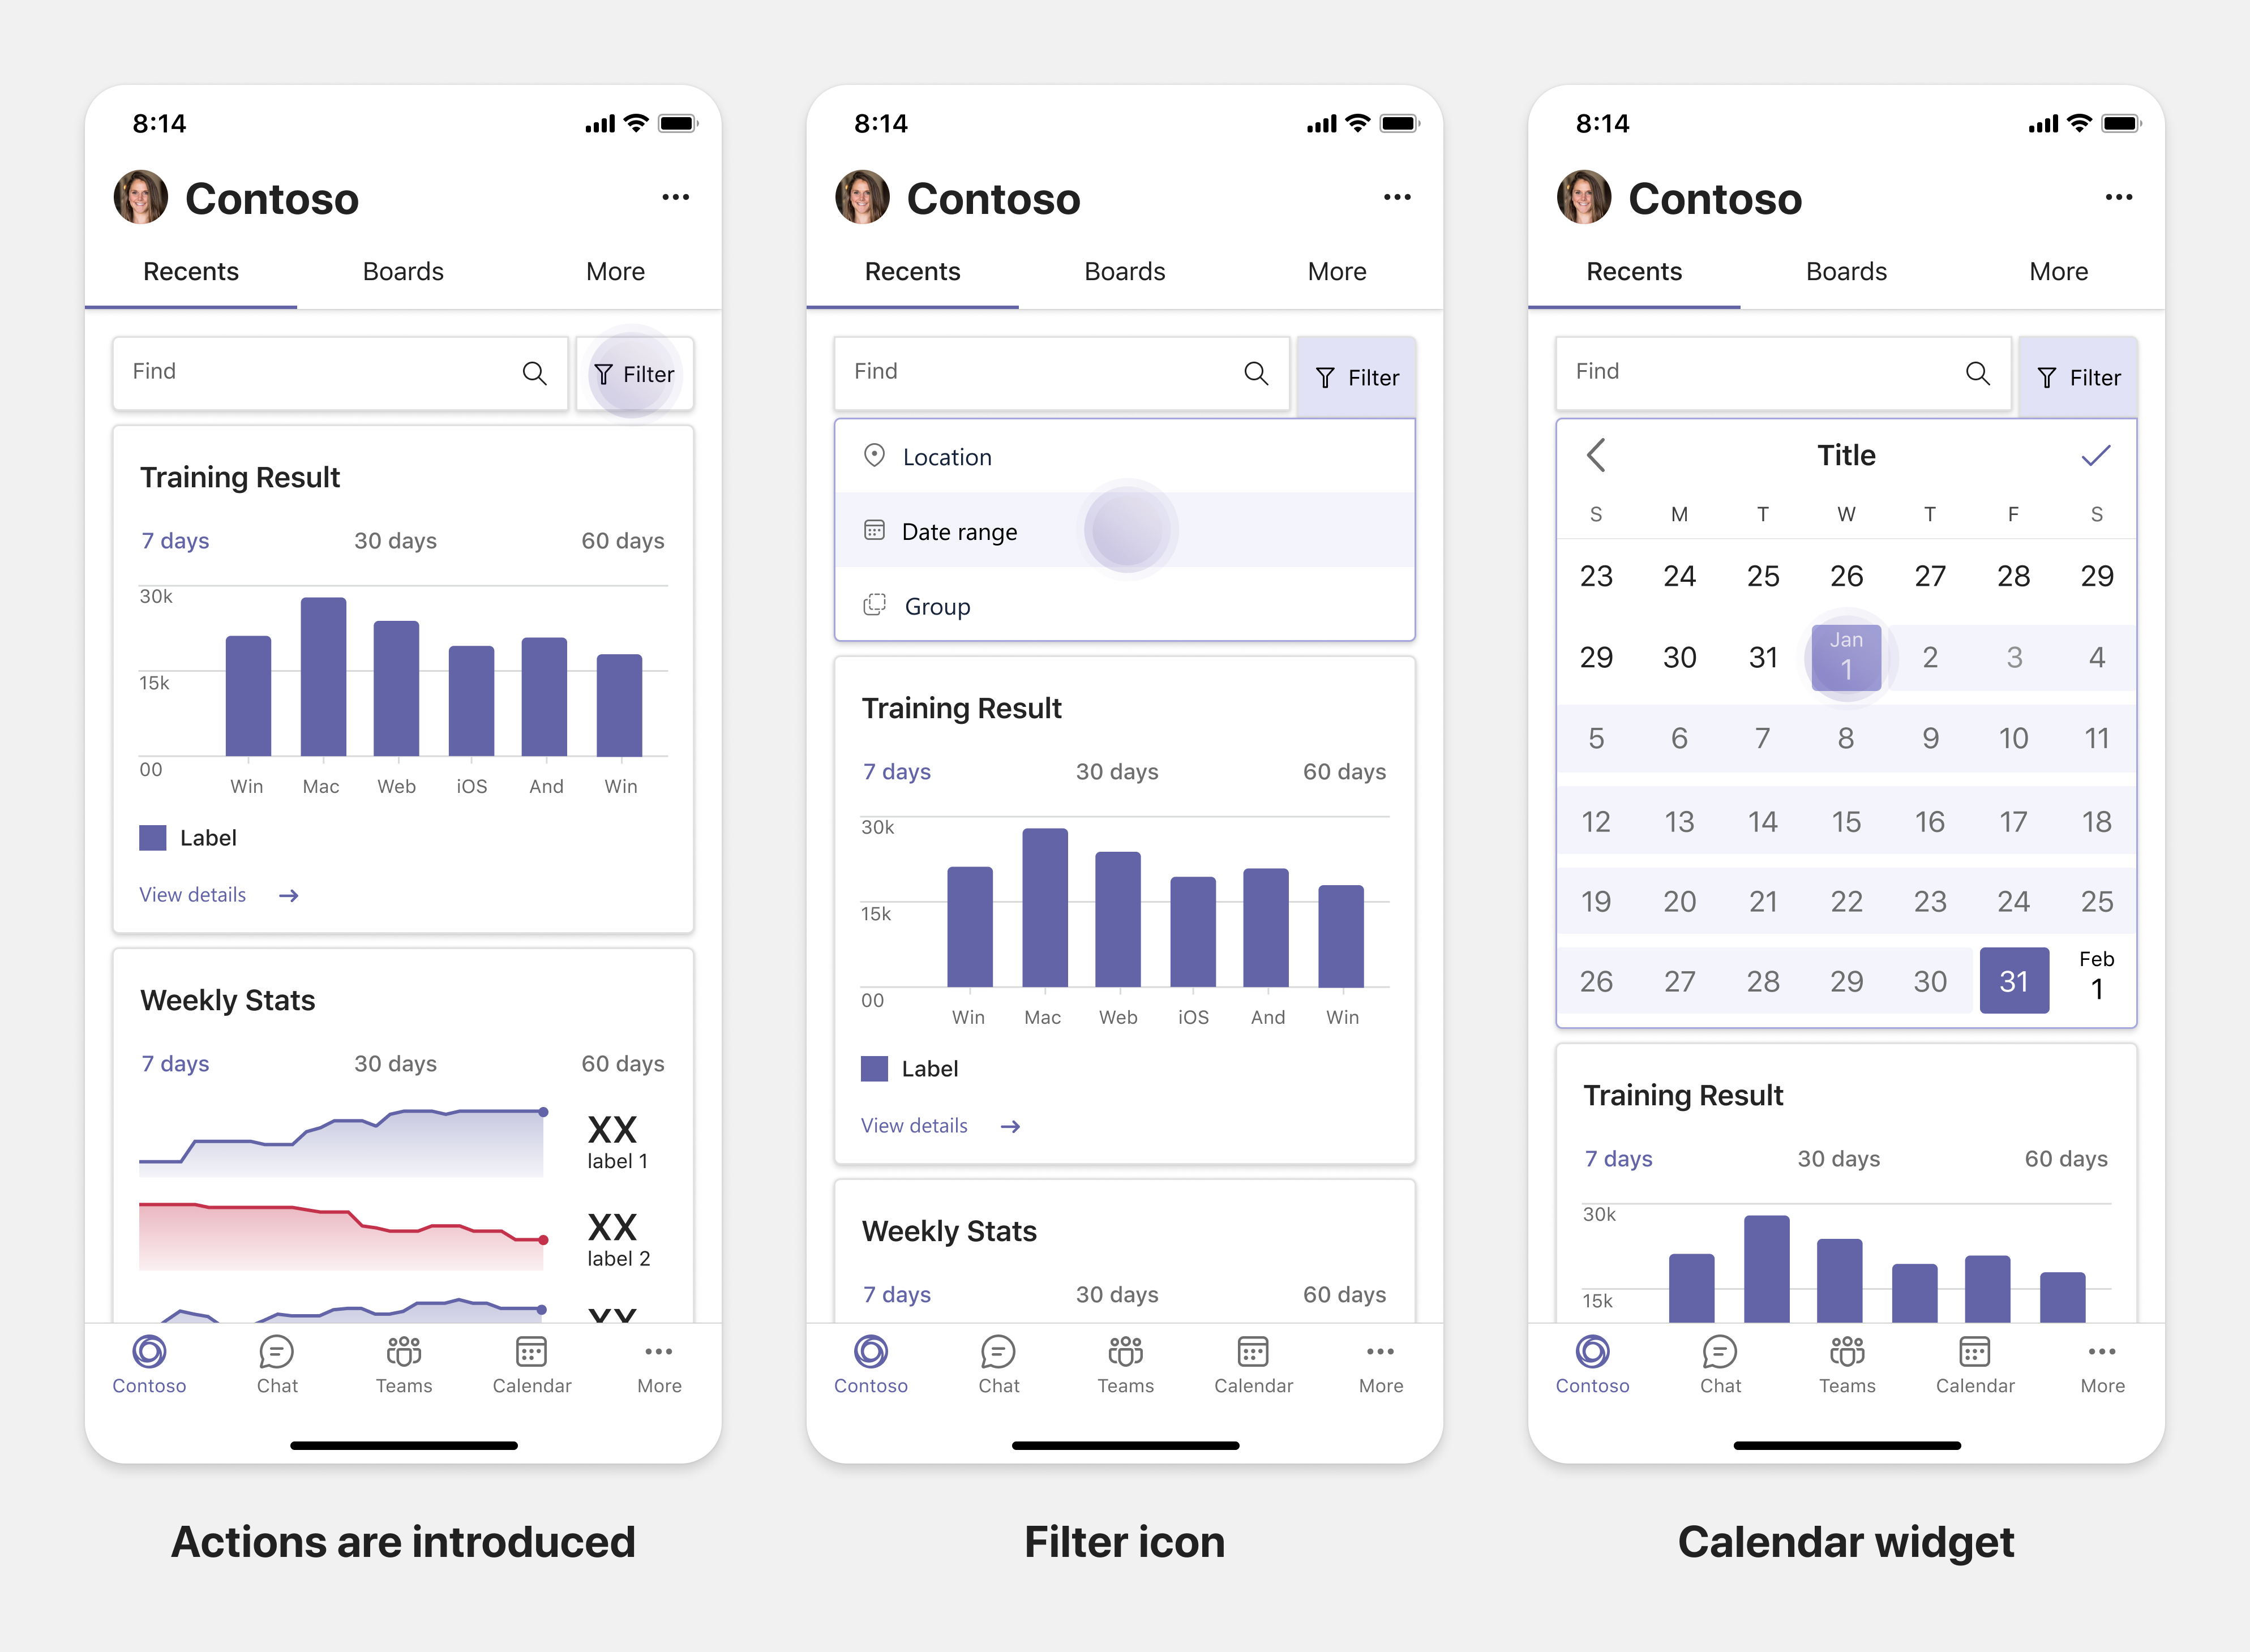 8:14
Contoso
Recents Boards More
Find Filter
Training Result
7 days 30 days 60 days
30k
15k
00
Win Mac Web iOS And Win
Label
View details
Weekly Stats
7 days 30 days 60 days
XX
label 1
XX
label 2
XX
Contoso Chat Teams Calendar More
Actions are introduced
8:14
Contoso
Recents Boards More
Find Filter
Location
Date range
Group
Training Result
7 days 30 days 60 days
30k
15k
00
Win Mac Web iOS And Win
Label
View details
Weekly Stats
7 days 30 days 60 days
Contoso Chat Teams Calendar More
Filter icon
8:14
Contoso
Recents Boards More
Find Filter
Title
S M T W T F S
23 24 25 26 27 28 29
29 30 31 Jan 1 2 3 4
5 6 7 8 9 10 11
12 13 14 15 16 17 18
19 20 21 22 23 24 25
26 27 28 29 30 31 Feb 1
Training Result
7 days 30 days 60 days
30k
15k
Contoso Chat Teams Calendar More
Calendar widget